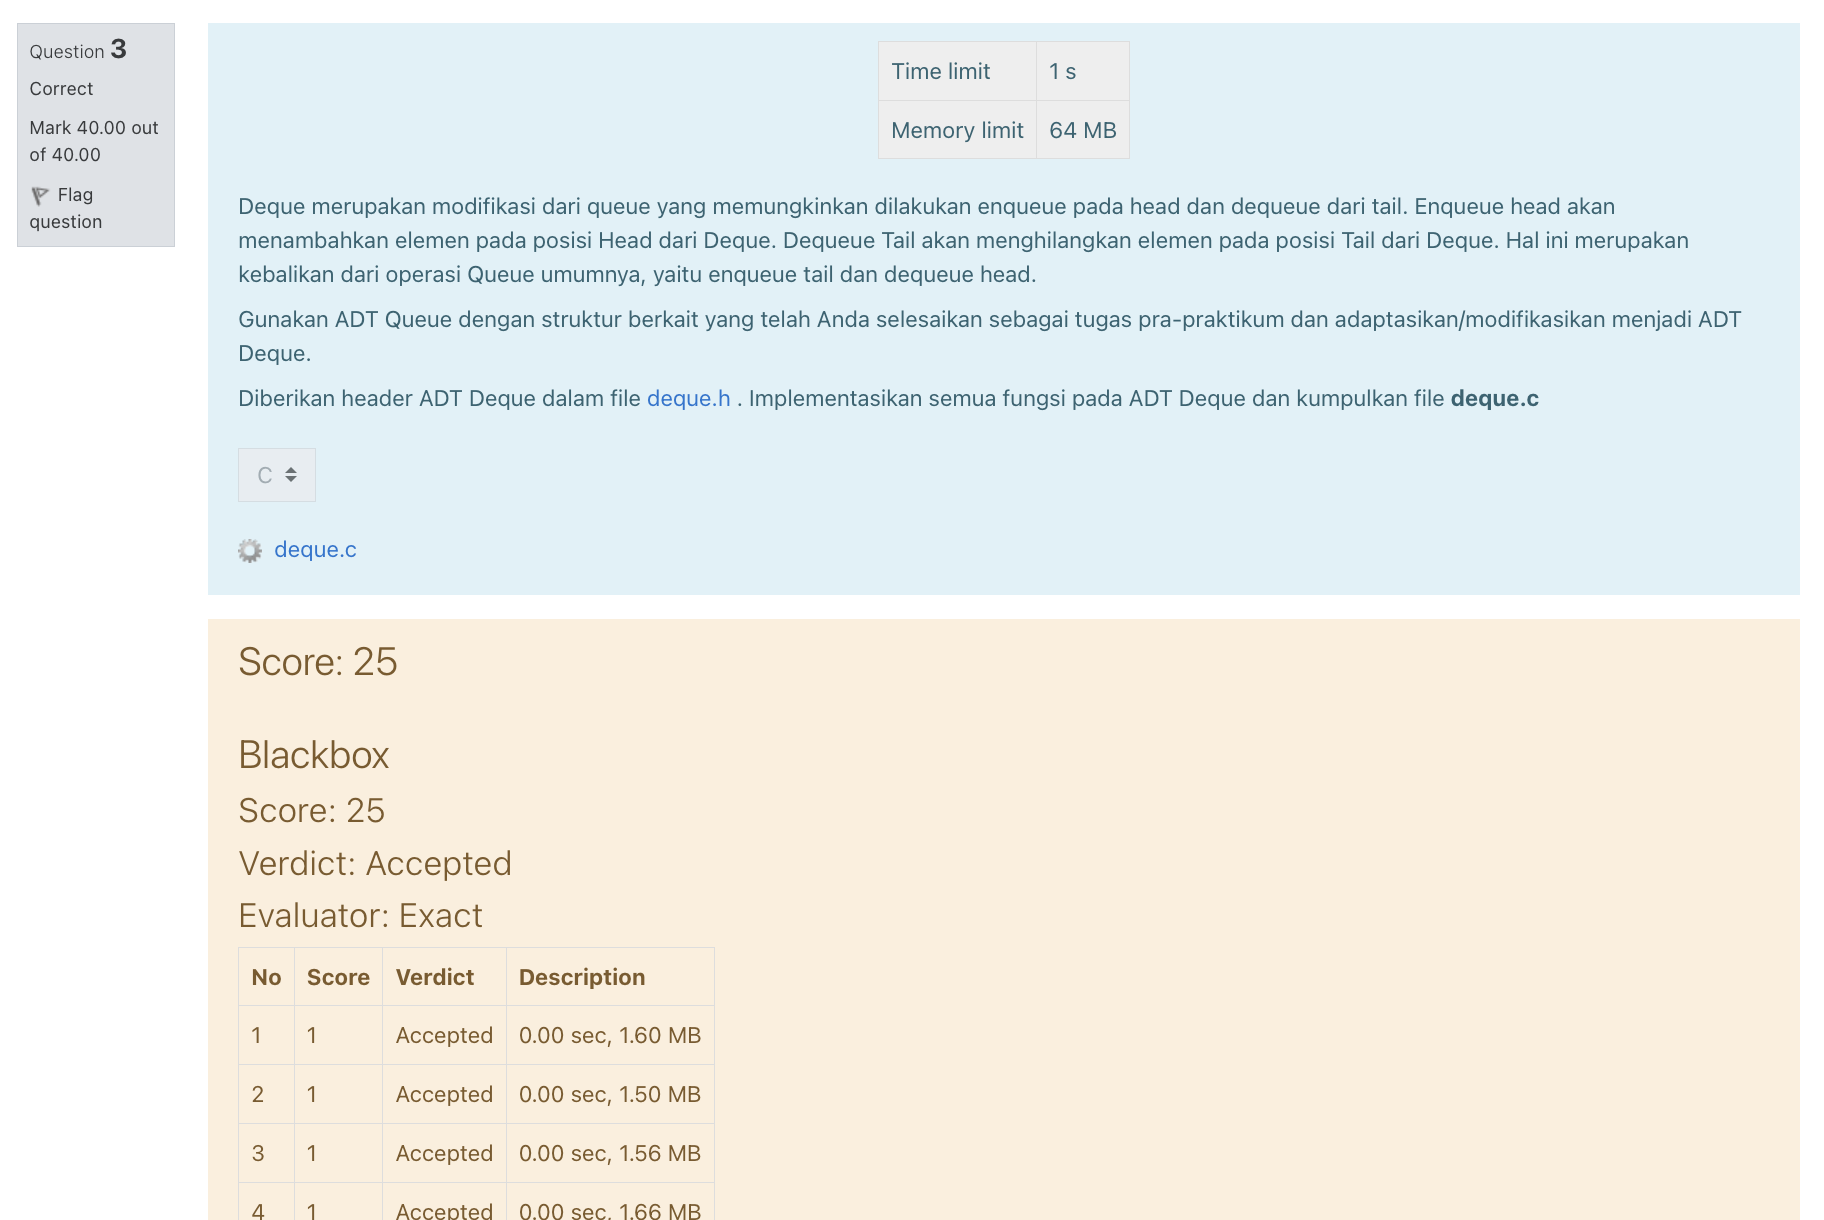 Question 3
Correct
Mark 40.00 out
of 40.00
Flag
question
Time limit 1 s
Memory limit 64 MB
Deque merupakan modifikasi dari queue yang memungkinkan dilakukan enqueue pada head dan dequeue dari tail. Enqueue head akan
menambahkan elemen pada posisi Head dari Deque. Dequeue Tail akan menghilangkan elemen pada posisi Tail dari Deque. Hal ini merupakan
kebalikan dari operasi Queue umumnya, yaitu enqueue tail dan dequeue head.
Gunakan ADT Queue dengan struktur berkait yang telah Anda selesaikan sebagai tugas pra-praktikum dan adaptasikan/modifikasikan menjadi ADT
Deque.
Diberikan header ADT Deque dalam file deque.h . Implementasikan semua fungsi pada ADT Deque dan kumpulkan file deque.c
C
deque.c
Score: 25
Blackbox
Score: 25
Verdict: Accepted
Evaluator: Exact
No Score Verdict Description
1 1 Accepted 0.00 sec, 1.60 MB
2 1 Accepted 0.00 sec, 1.50 MB
3 1 Accepted 0.00 sec, 1.56 MB
4 1 Accepted 0.00 sec, 1.66 MB